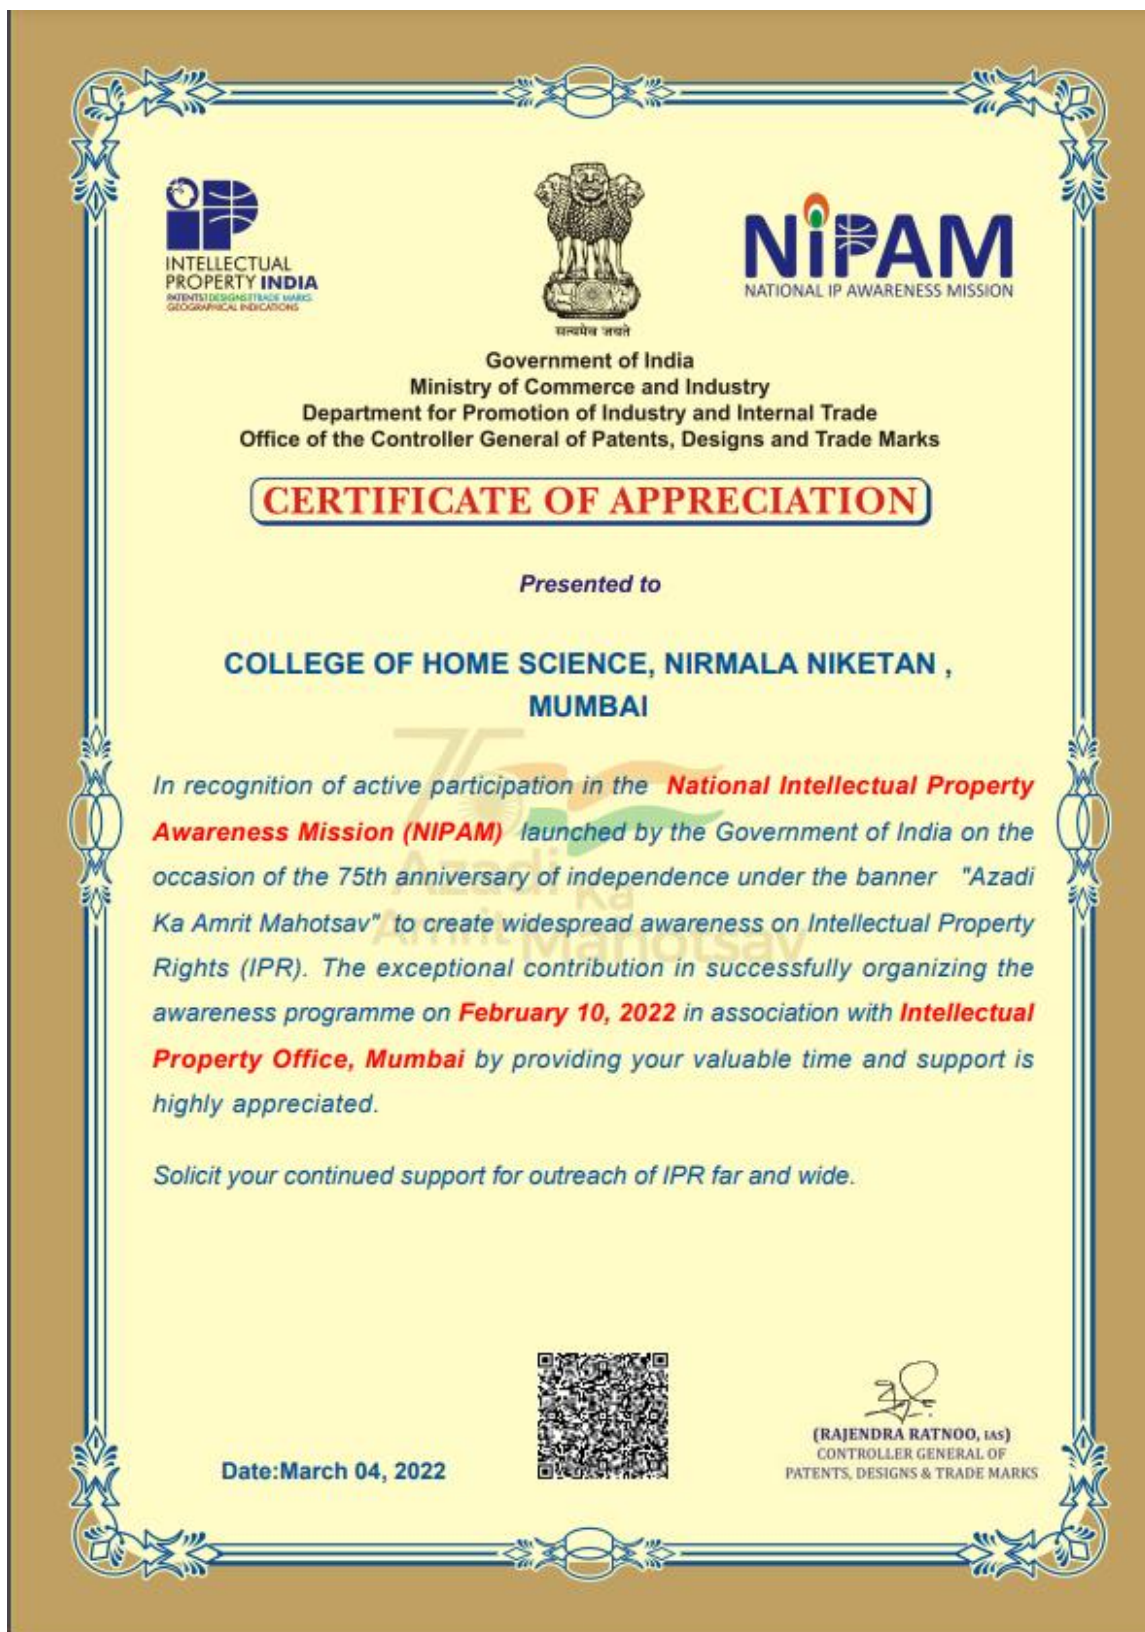 iP
INTELLECTUAL
PROPERTY INDIA
PATENTS | DESIGNS | TRADE MARKS
GEOGRAPHICAL INDICATIONS
सत्यमेव जयते
NiPAM
NATIONAL IP AWARENESS MISSION
Government of India
Ministry of Commerce and Industry
Department for Promotion of Industry and Internal Trade
Office of the Controller General of Patents, Designs and Trade Marks
CERTIFICATE OF APPRECIATION
Presented to
COLLEGE OF HOME SCIENCE, NIRMALA NIKETAN ,
MUMBAI
75
Azadi Ka
Amrit Mahotsav
In recognition of active participation in the National Intellectual Property
Awareness Mission (NIPAM) launched by the Government of India on the
occasion of the 75th anniversary of independence under the banner "Azadi
Ka Amrit Mahotsav" to create widespread awareness on Intellectual Property
Rights (IPR). The exceptional contribution in successfully organizing the
awareness programme on February 10, 2022 in association with Intellectual
Property Office, Mumbai by providing your valuable time and support is
highly appreciated.
Solicit your continued support for outreach of IPR far and wide.
Date:March 04, 2022
(RAJENDRA RATNOO, IAS)
CONTROLLER GENERAL OF
PATENTS, DESIGNS & TRADE MARKS